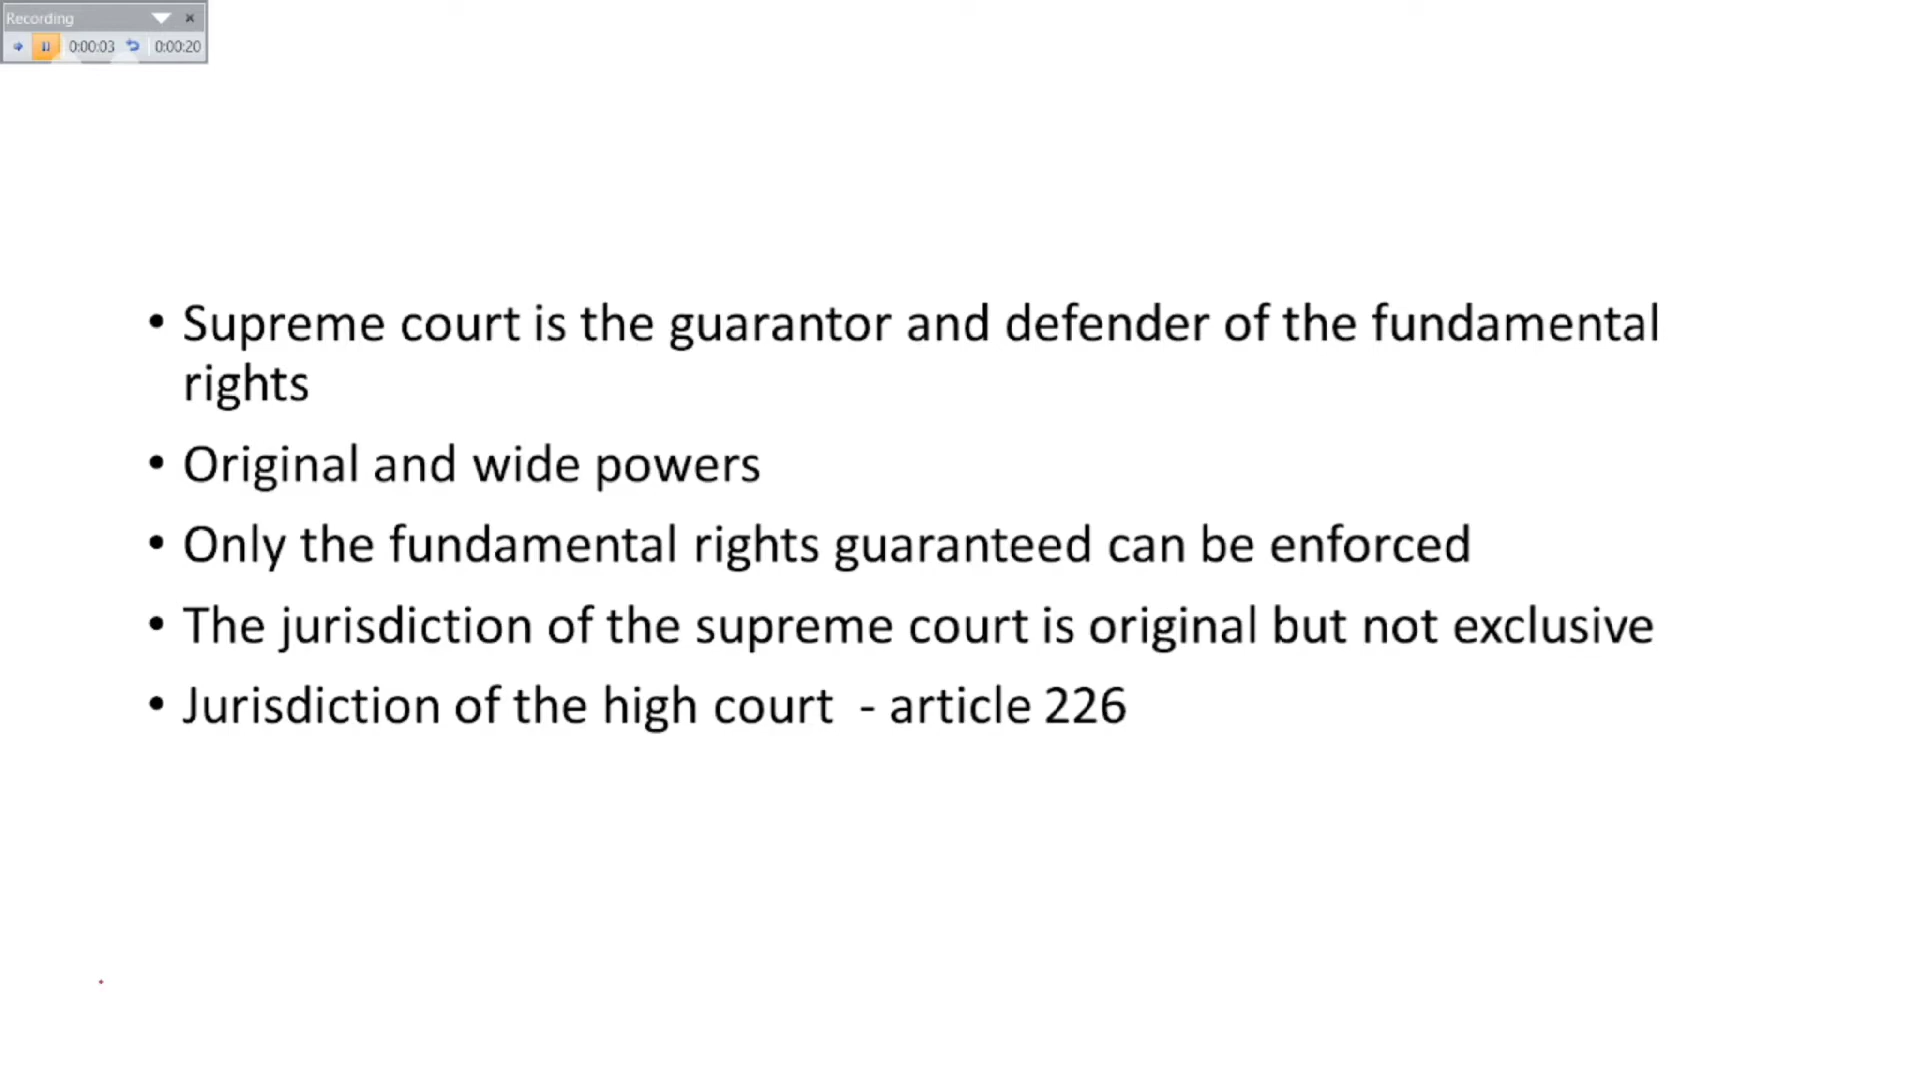 Recording
0:00:03 0:00:20
• Supreme court is the guarantor and defender of the fundamental
rights
• Original and wide powers
• Only the fundamental rights guaranteed can be enforced
• The jurisdiction of the supreme court is original but not exclusive
• Jurisdiction of the high court - article 226